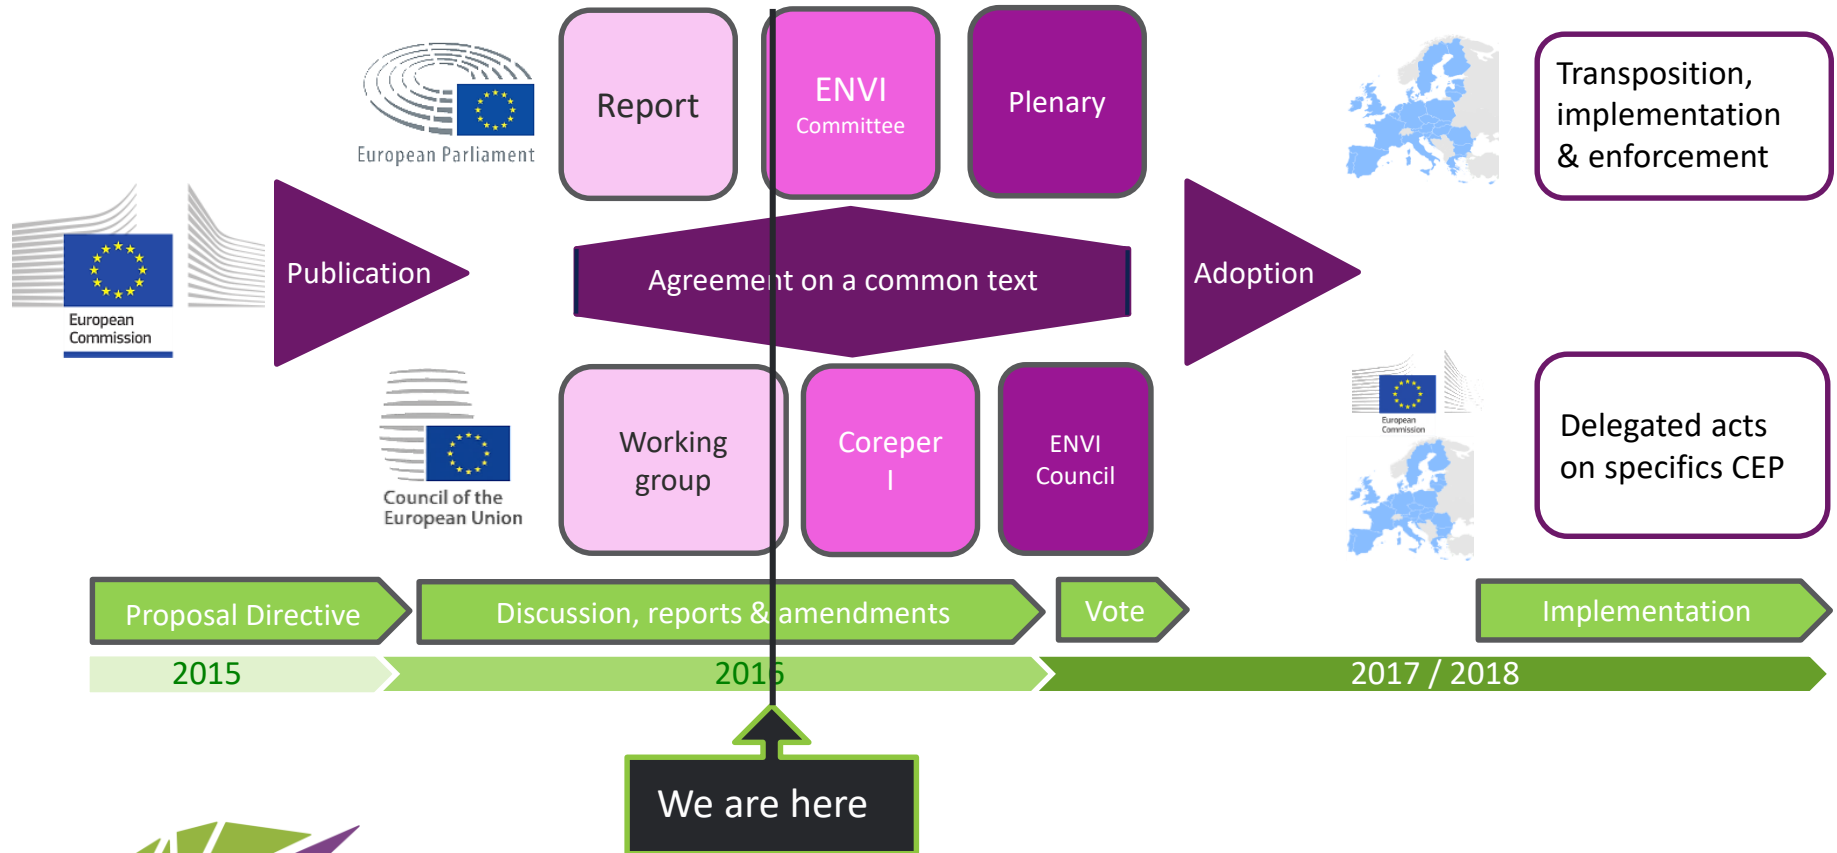 European Parliament
Report
ENVI
Committee
Plenary
Transposition,
implementation
& enforcement
European
Commission
Publication
Agreement on a common text
Adoption
Council of the
European Union
Working
group
Coreper
I
ENVI
Council
European
Commission
Delegated acts
on specifics CEP
Proposal Directive
Discussion, reports & amendments
Vote
Implementation
2015
2016
2017 / 2018
We are here